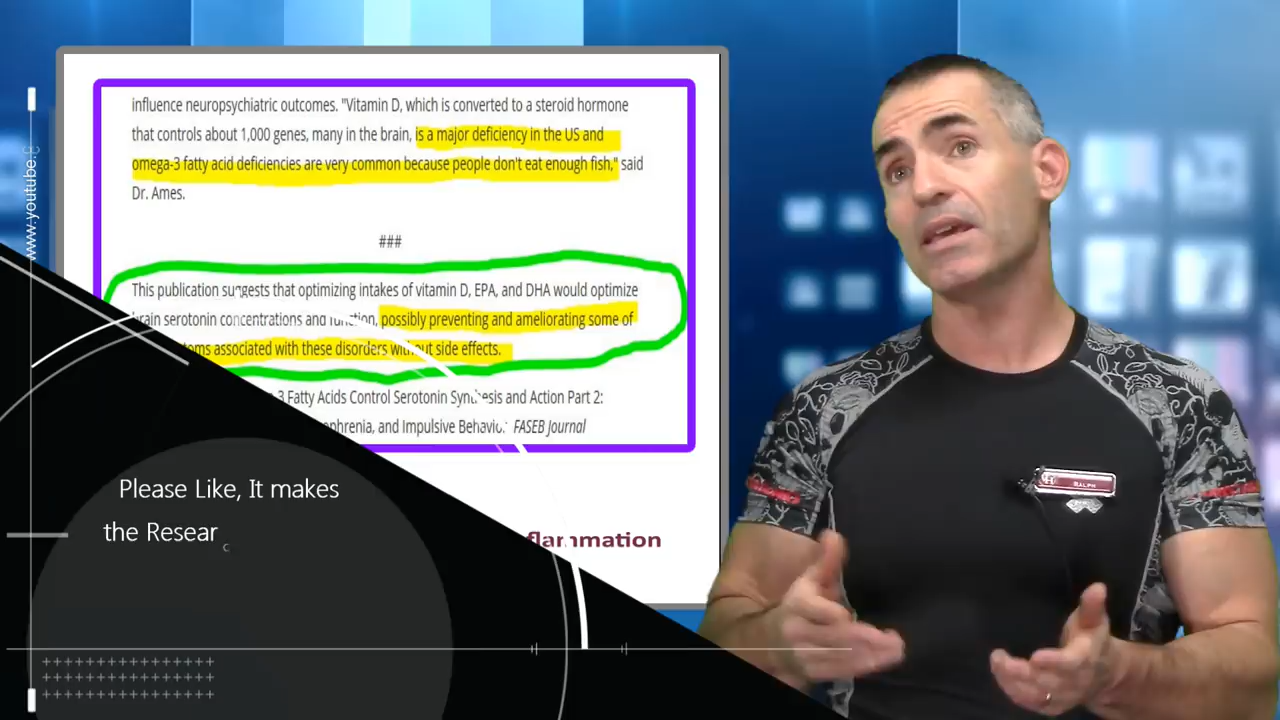 influence neuropsychiatric outcomes. "Vitamin D, which is converted to a steroid hormone
that controls about 1,000 genes, many in the brain, is a major deficiency in the US and
omega-3 fatty acid deficiencies are very common because people don't eat enough fish," said
Dr. Ames.
###
This publication suggests that optimizing intakes of vitamin D, EPA, and DHA would optimize
brain serotonin concentrations and function, possibly preventing and ameliorating some of
toms associated with these disorders without side effects.
3 Fatty Acids Control Serotonin Synthesis and Action Part 2:
ophrenia, and Impulsive Behavio. FASEB Journal
flammation
www.youtube.
Please Like, It makes
the Resear
c
RALPH